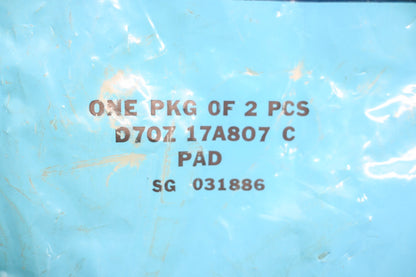 ONE PKG OF 2 PCS
D7OZ 17A807 C
PAD
SG 031886